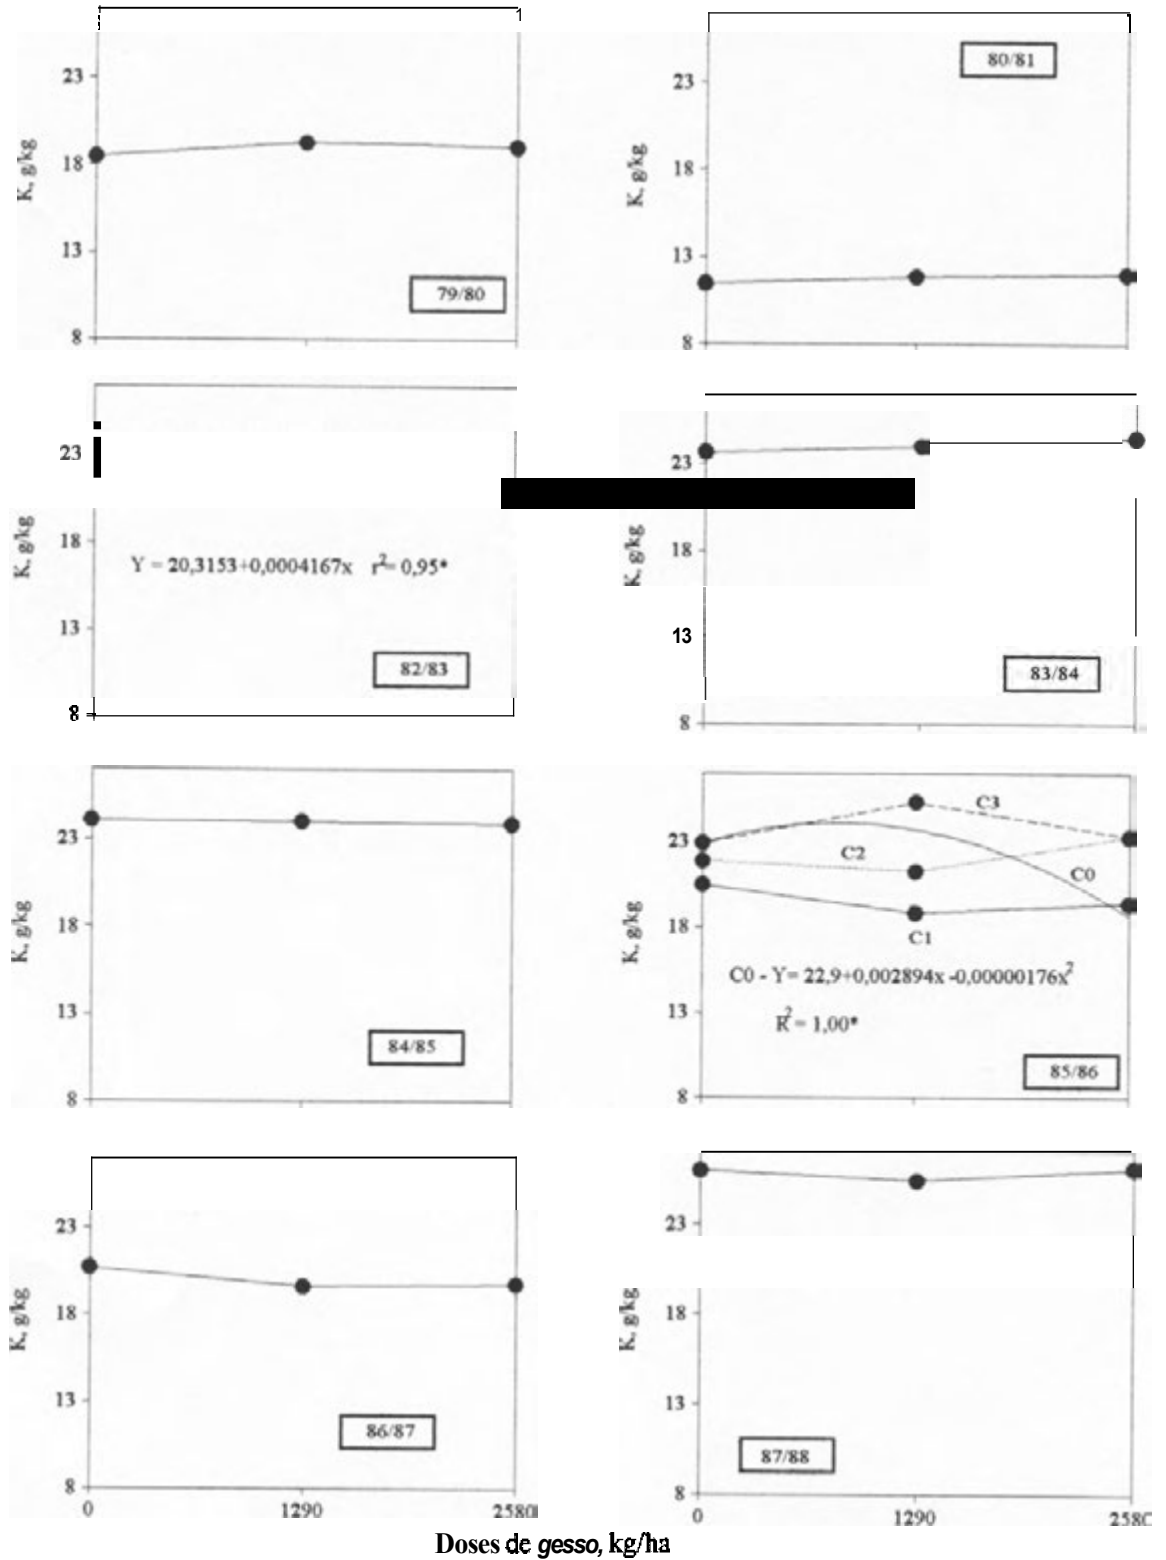 23
18
13
8
K, g/kg
79/80
23
18
13
8
K, g/kg
80/81
23
18
13
8
K, g/kg
Y = 20,3153+0,0004167x r²= 0,95*
82/83
23
18
13
8
K, g/kg
83/84
23
18
13
8
K, g/kg
84/85
23
18
13
8
K, g/kg
C3
C2
C0
C1
C0 - Y= 22,9+0,002894x -0,00000176x²
R² = 1,00*
85/86
23
18
13
8
K, g/kg
86/87
0 1290 2580
23
18
13
8
K, g/kg
87/88
0 1290 2580
Doses de gesso, kg/ha